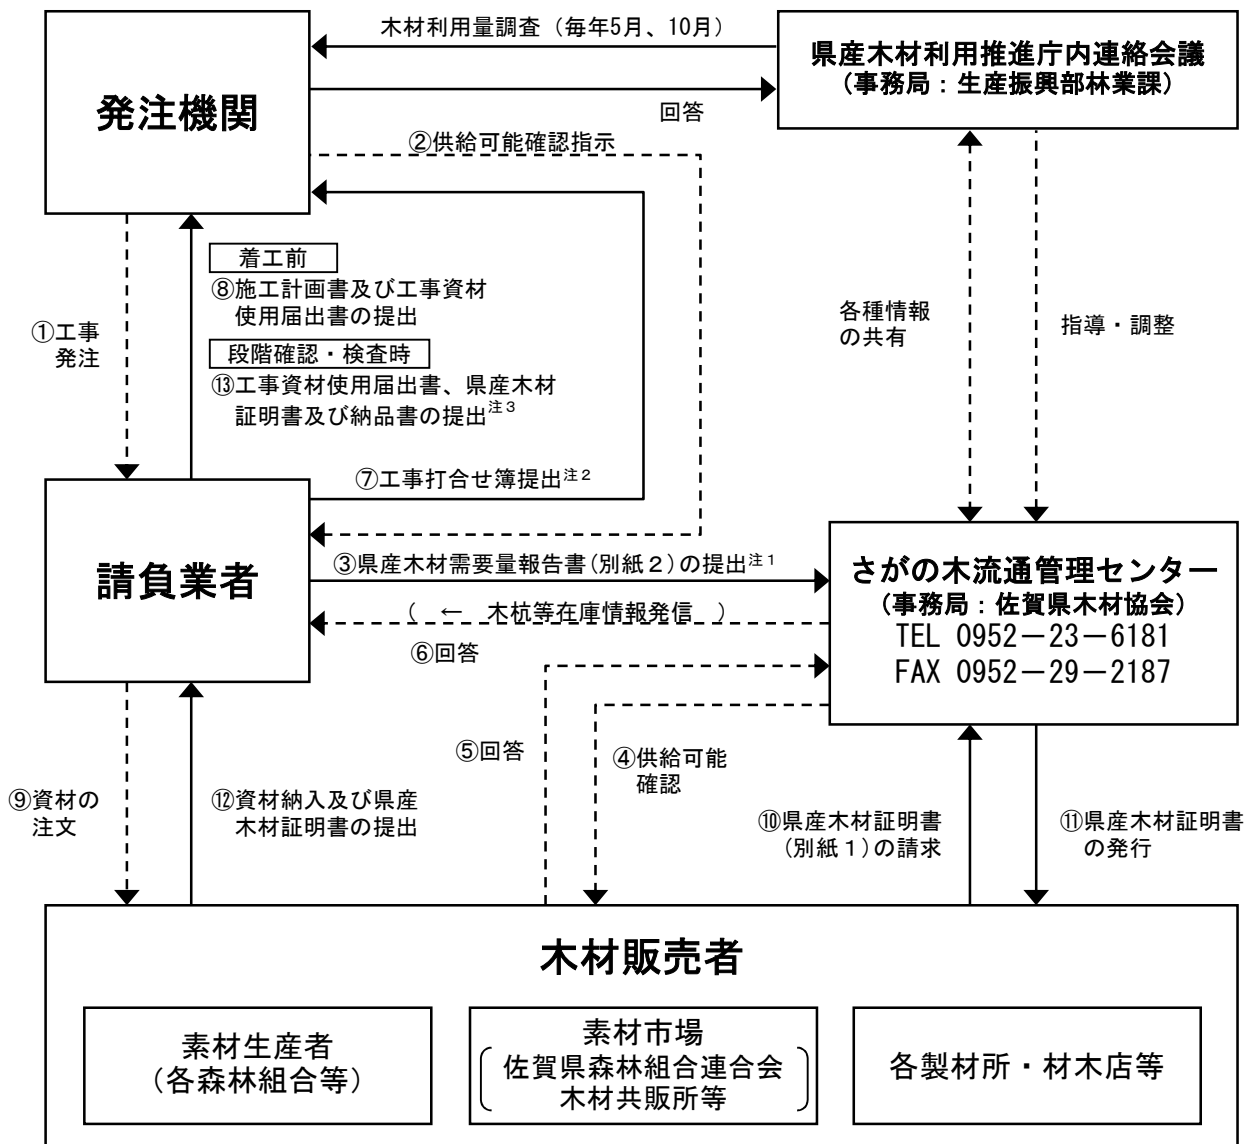 木材利用量調査（毎年5月、10月）
県産木材利用推進庁内連絡会議
（事務局：生産振興部林業課）
発注機関
回答
②供給可能確認指示
着工前
⑧施工計画書及び工事資材
使用届出書の提出
①工事
発注
段階確認・検査時
⑬工事資材使用届出書、県産木材
証明書及び納品書の提出注３
各種情報
の共有
指導・調整
⑦工事打合せ簿提出注２
請負業者
③県産木材需要量報告書(別紙２)の提出注１
（　←　木杭等在庫情報発信　）
⑥回答
さがの木流通管理センター
（事務局：佐賀県木材協会）
TEL 0952－23－6181
FAX 0952－29－2187
⑤回答
④供給可能
確認
⑨資材の
注文
⑫資材納入及び県産
木材証明書の提出
⑩県産木材証明書
（別紙１）の請求
⑪県産木材証明書
の発行
木材販売者
素材生産者
（各森林組合等）
素材市場
佐賀県森林組合連合会
木材共販所等
各製材所・材木店等